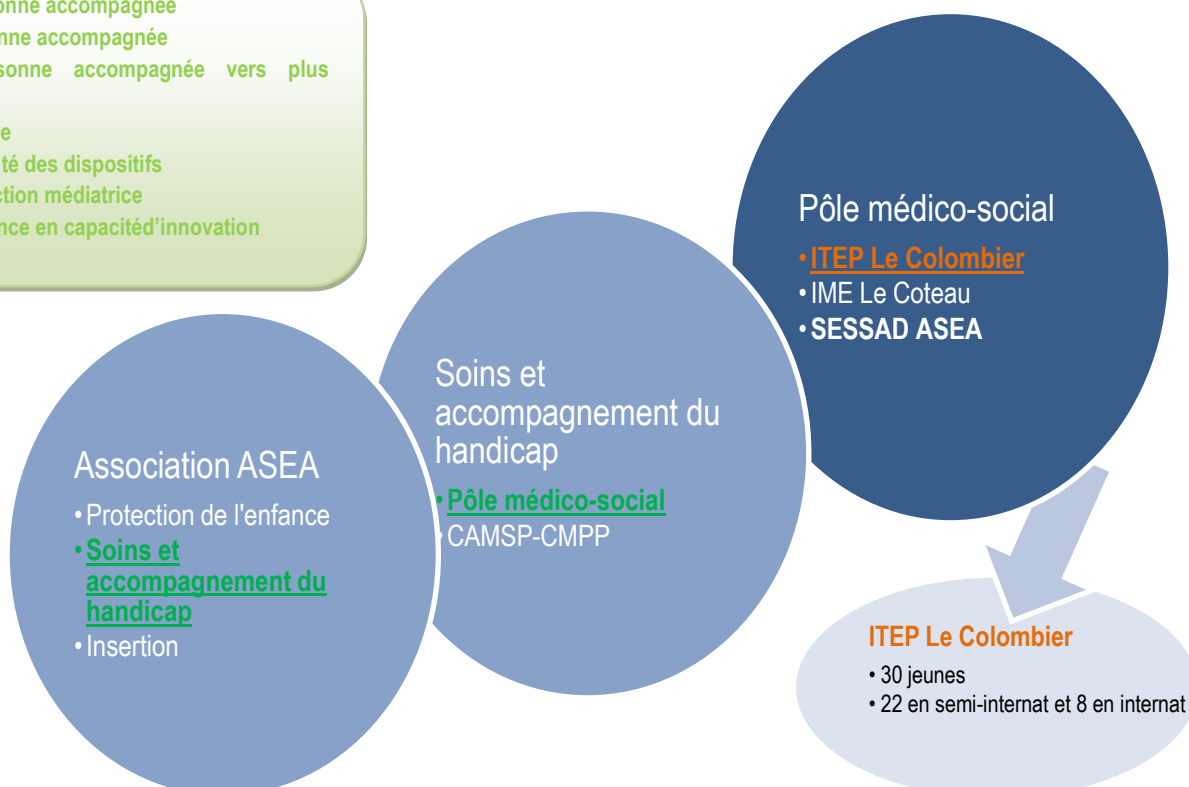 onne accompagnée
nne accompagnée
sonne accompagnée vers plus
e
té des dispositifs
ction médiatrice
nce en capacitéd’innovation
Pôle médico-social
• ITEP Le Colombier
• IME Le Coteau
• SESSAD ASEA
Soins et
accompagnement du
handicap
• Pôle médico-social
CAMSP-CMPP
Association ASEA
• Protection de l'enfance
• Soins et
accompagnement du
handicap
• Insertion
ITEP Le Colombier
• 30 jeunes
• 22 en semi-internat et 8 en internat